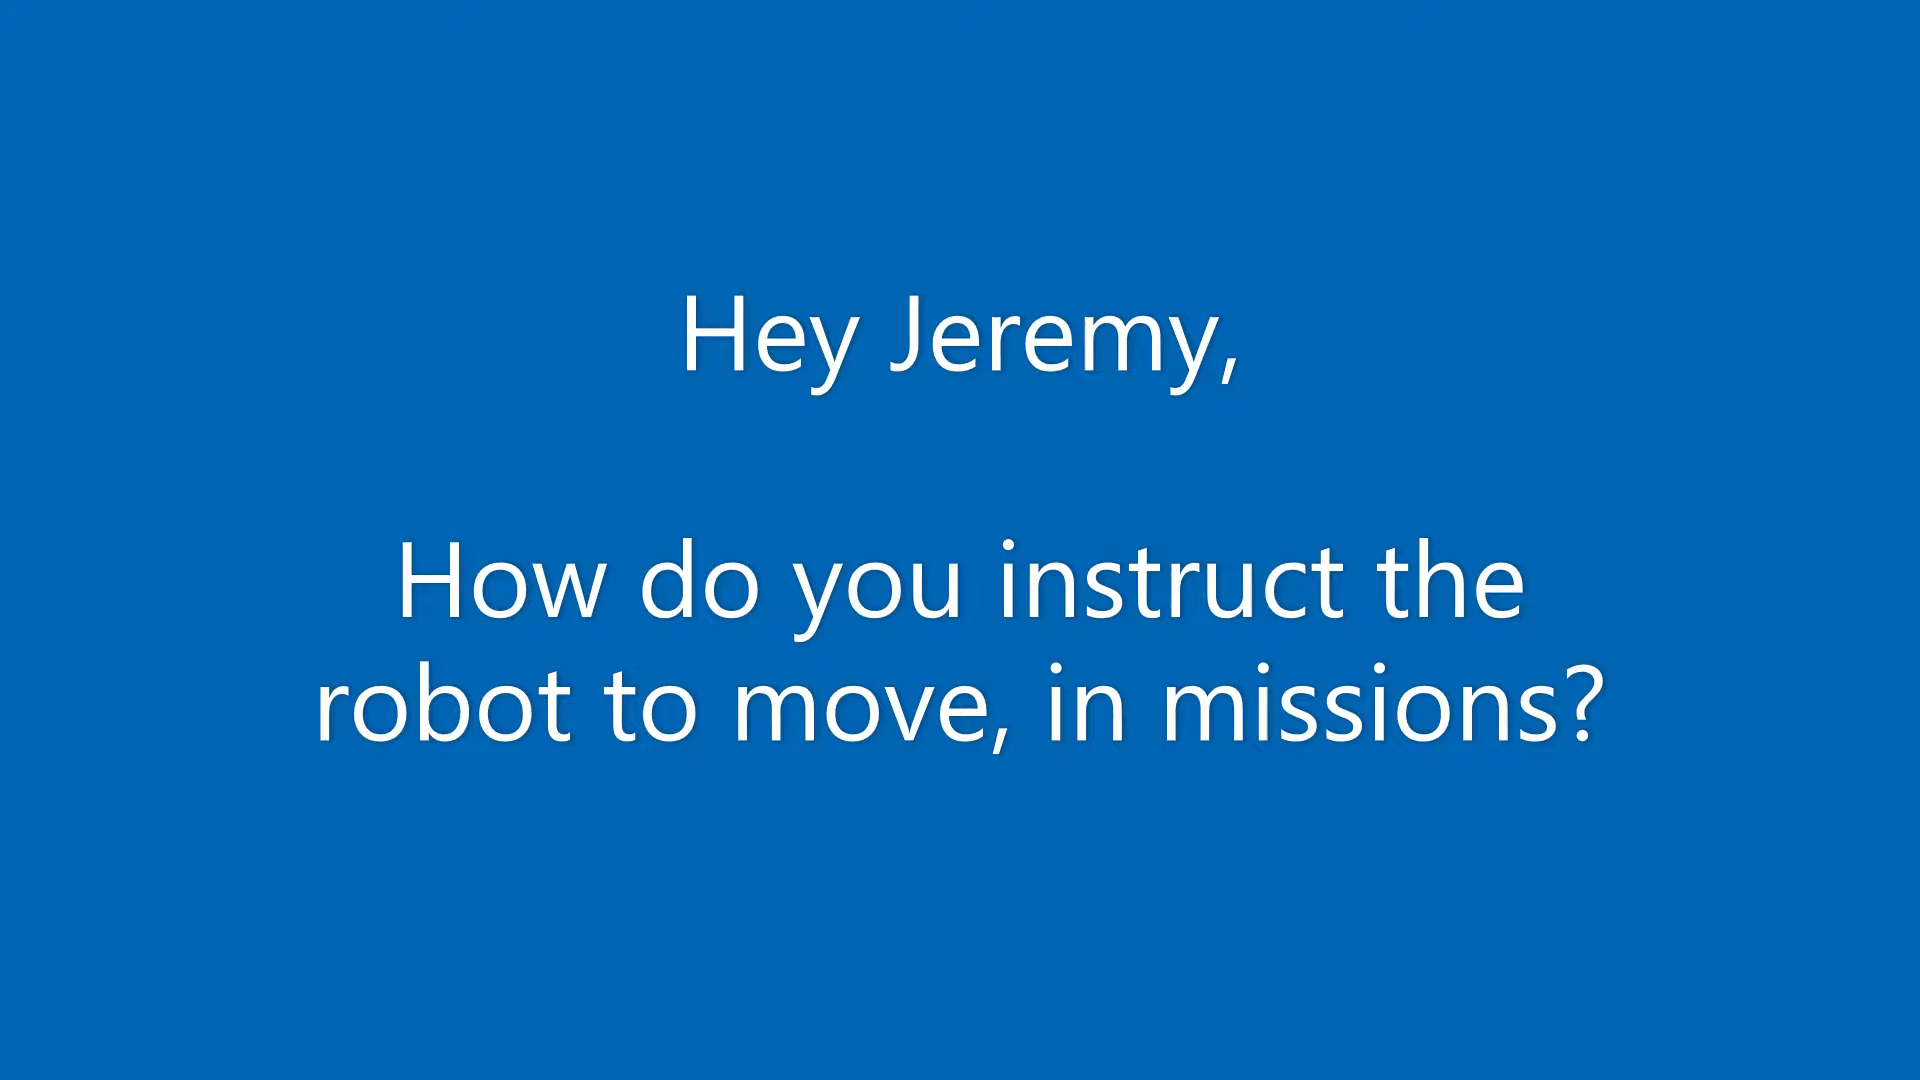 Hey Jeremy,
How do you instruct the
robot to move, in missions?